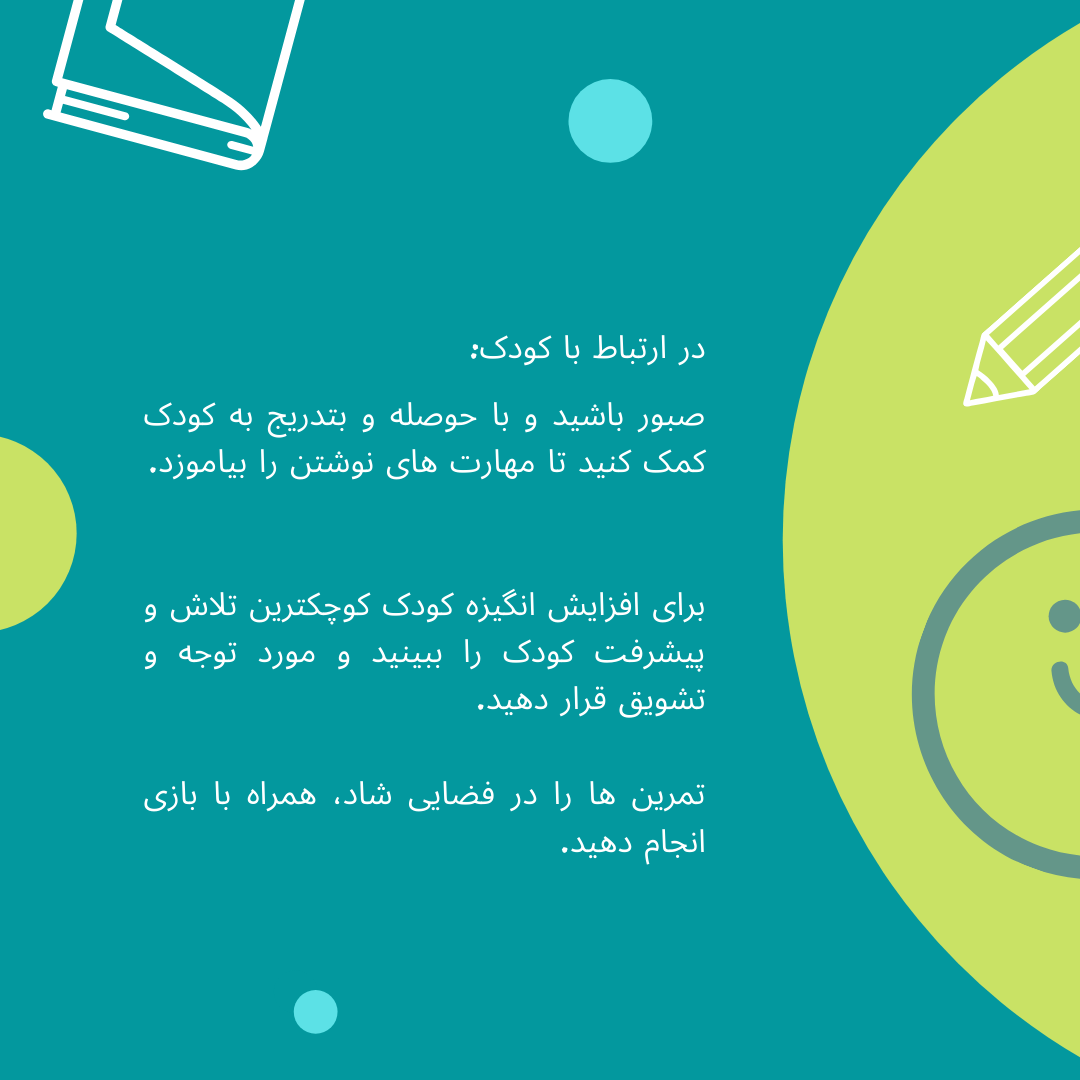 در ارتباط با کودک:
صبور باشید و با حوصله و بتدریج به کودک
کمک کنید تا مهارت های نوشتن را بیاموزد.
برای افزایش انگیزه کودک کوچکترین تلاش و
پیشرفت کودک را ببینید و مورد توجه و
تشویق قرار دهید.
تمرین ها را در فضایی شاد، همراه با بازی
انجام دهید.